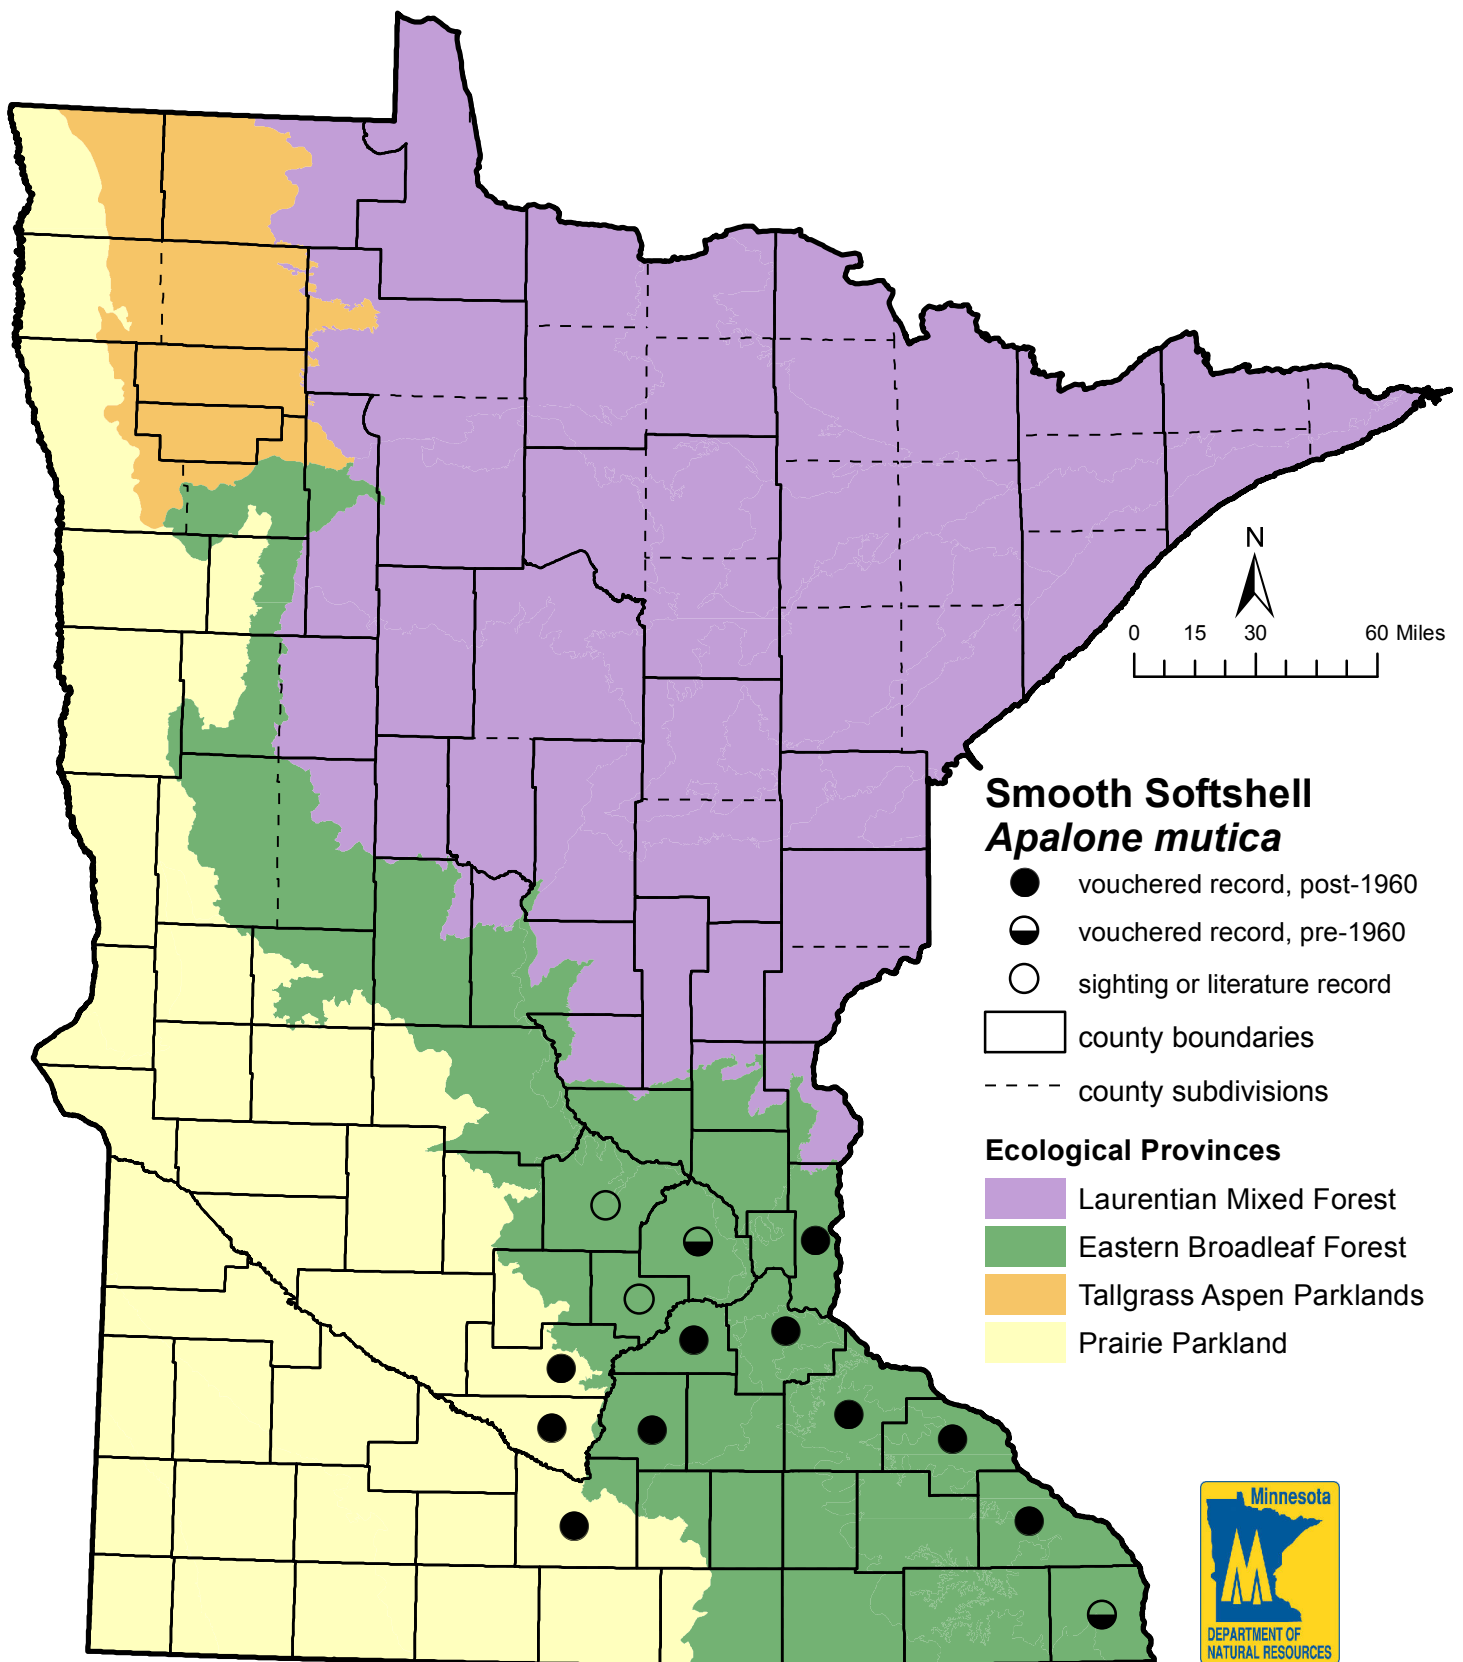 N
0 15 30 60 Miles
Smooth Softshell
Apalone mutica
vouchered record, post-1960
vouchered record, pre-1960
sighting or literature record
county boundaries
county subdivisions
Ecological Provinces
Laurentian Mixed Forest
Eastern Broadleaf Forest
Tallgrass Aspen Parklands
Prairie Parkland
Minnesota
DEPARTMENT OF
NATURAL RESOURCES